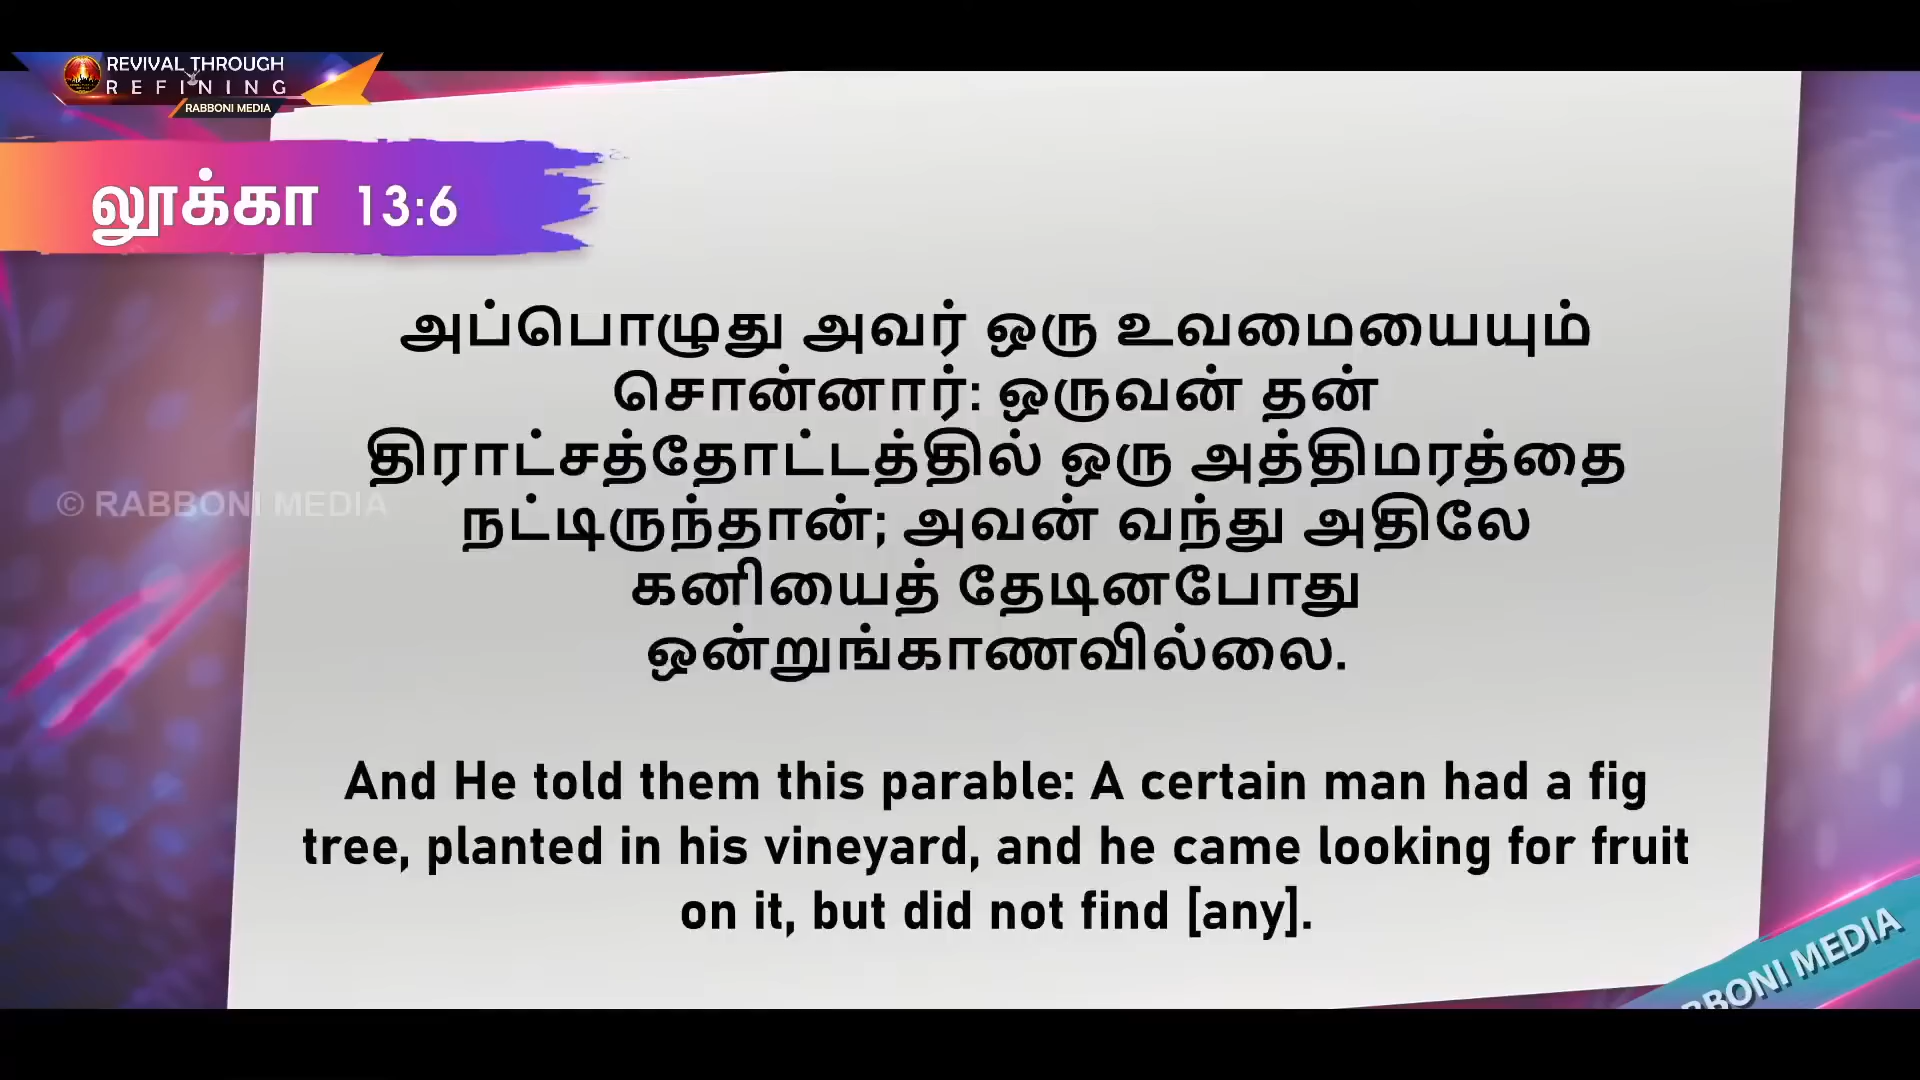 REVIVAL THROUGH
REFINING
RABBONI MEDIA
லூக்கா 13:6
அப்பொழுது அவர் ஒரு உவமையையும்
சொன்னார்: ஒருவன் தன்
திராட்சத்தோட்டத்தில் ஒரு அத்திமரத்தை
© RABBONI MEDIA
நட்டிருந்தான்; அவன் வந்து அதிலே
கனியைத் தேடினபோது
ஒன்றுங்காணவில்லை.
And He told them this parable: A certain man had a fig
tree, planted in his vineyard, and he came looking for fruit
on it, but did not find [any].
BBONI MEDIA